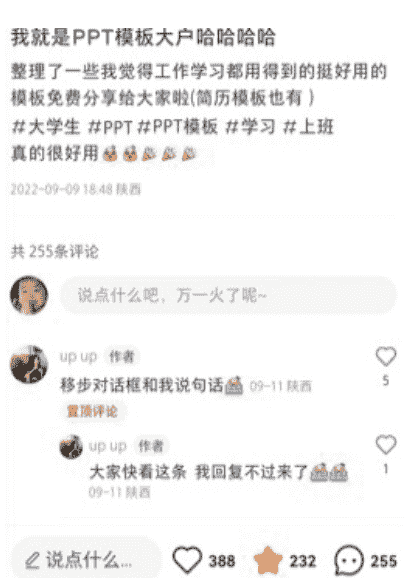 我就是PPT模板大户哈哈哈哈
整理了一些我觉得工作学习都用得到的挺好用的
模板免费分享给大家啦(简历模板也有 )
#大学生 #PPT #PPT模板 #学习 #上班
真的很好用
2022-09-09 18:48 陕西
共 255条评论
说点什么吧，万一火了呢~
up up 作者
移步对话框和我说句话 09-11 陕西
5
置顶评论
up up 作者
大家快看这条 我回复不过来了
1
09-11 陕西
说点什么... 388 232 255